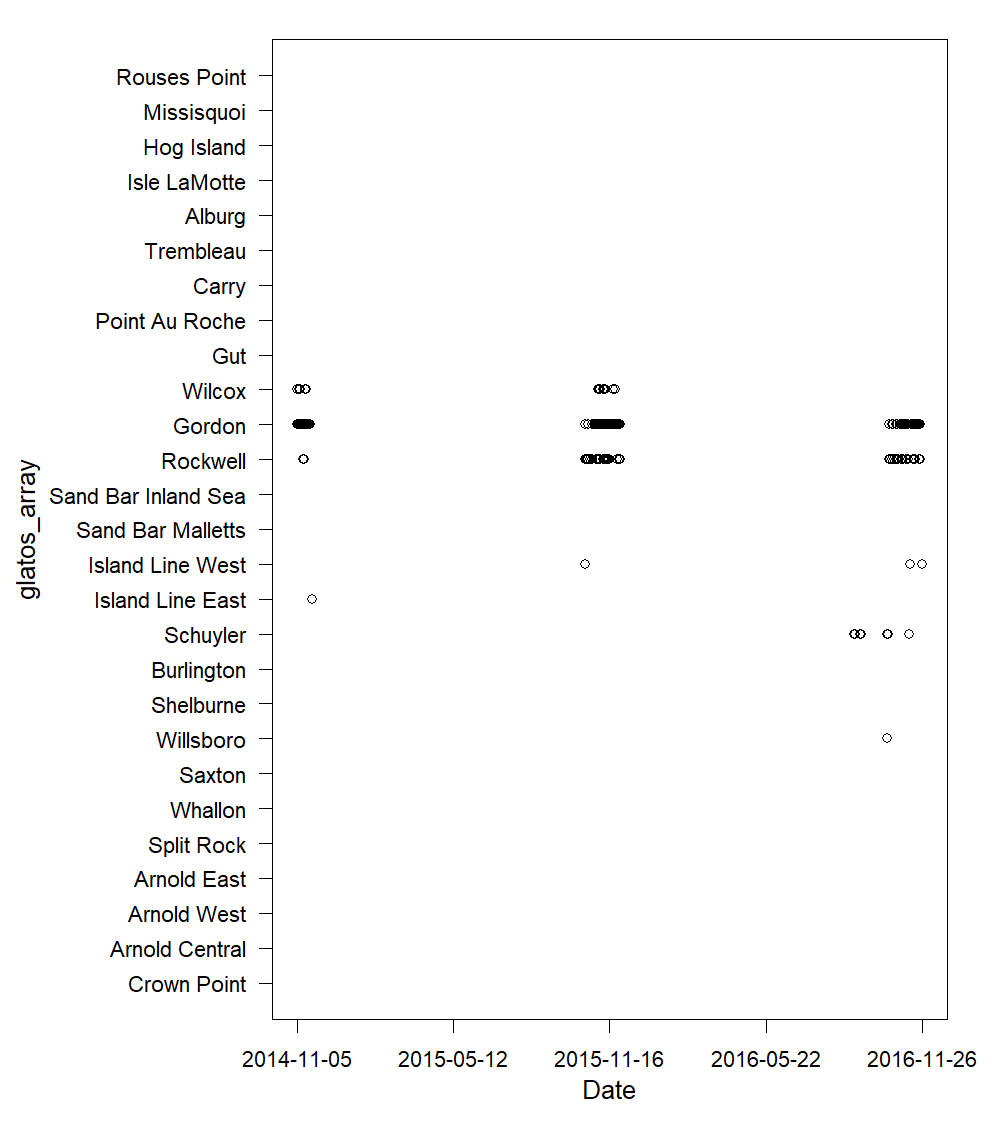 Rouses Point
Missisquoi
Hog Island
Isle LaMotte
Alburg
Trembleau
Carry
Point Au Roche
Gut
Wilcox
Gordon
Rockwell
Sand Bar Inland Sea
Sand Bar Malletts
Island Line West
Island Line East
Schuyler
Burlington
Shelburne
Willsboro
Saxton
Whallon
Split Rock
Arnold East
Arnold West
Arnold Central
Crown Point
glatos_array
2014-11-05 2015-05-12 2015-11-16 2016-05-22 2016-11-26
Date